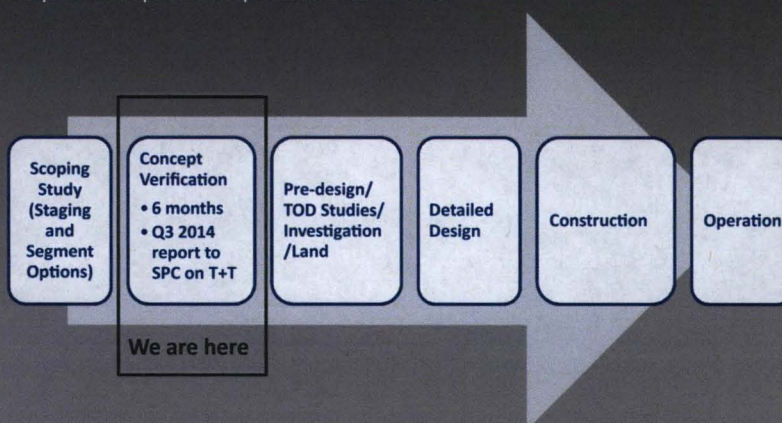 Scoping
Study
(Staging
and
Segment
Options)
Concept
Verification
• 6 months
• Q3 2014
report to
SPC on T+T
Pre-design/
TOD Studies/
Investigation
/Land
Detailed
Design
Construction
Operation
We are here